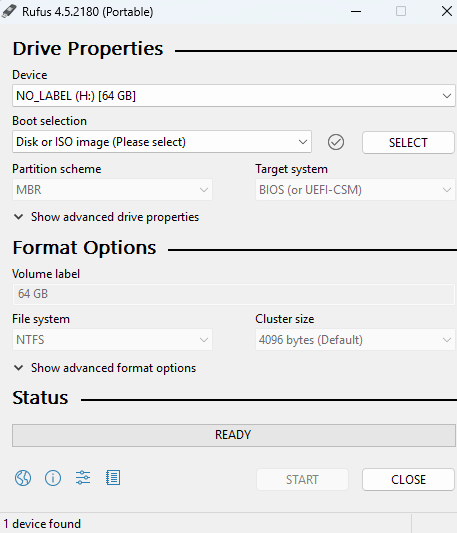 Rufus 4.5.2180 (Portable)
Drive Properties
Device
NO_LABEL (H:) [64 GB]
Boot selection
Disk or ISO image (Please select)
SELECT
Partition scheme
Target system
MBR
BIOS (or UEFI-CSM)
Show advanced drive properties
Format Options
Volume label
64 GB
File system
Cluster size
NTFS
4096 bytes (Default)
Show advanced format options
Status
READY
START
CLOSE
1 device found